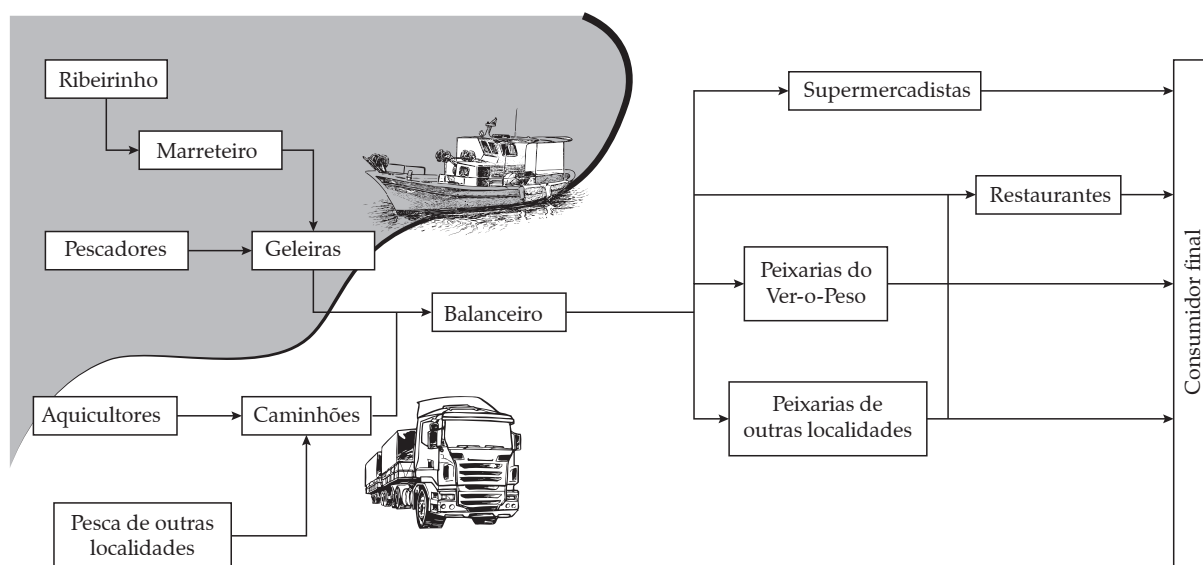 Ribeirinho
Marreteiro
Pescadores
Geleiras
Balanceiro
Aquicultores
Caminhões
Pesca de outras
localidades
Supermercadistas
Restaurantes
Peixarias do
Ver-o-Peso
Peixarias de
outras localidades
Consumidor final